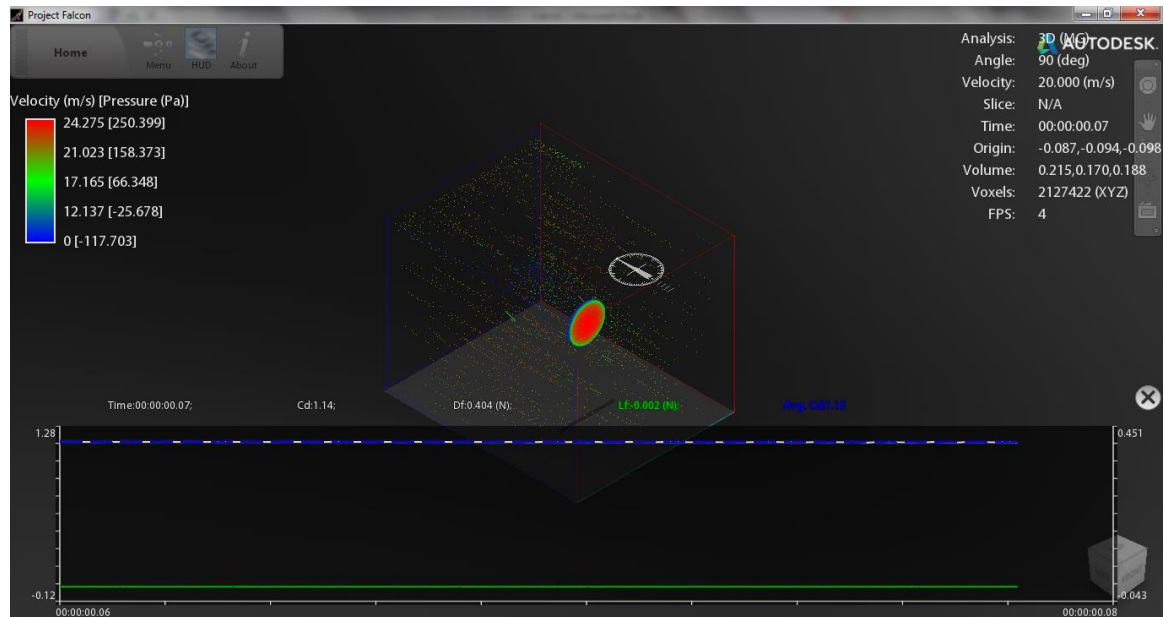 Project Falcon
Home
Menu HUD About
Velocity (m/s) [Pressure (Pa)]
24.275 [250.399]
21.023 [158.373]
17.165 [66.348]
12.137 [-25.678]
0 [-117.703]
Analysis: 3D (MG)
AUTODESK.
Angle: 90 (deg)
Velocity: 20.000 (m/s)
Slice: N/A
Time: 00:00:00.07
Origin: -0.087,-0.094,-0.098
Volume: 0.215,0.170,0.188
Voxels: 2127422 (XYZ)
FPS: 4
Time:00:00:00.07; Cd:1.14; Df:0.404 (N); Lf:-0.002 (N);
1.28 0.451
-0.12 -0.043
00:00:00.06 00:00:00.08